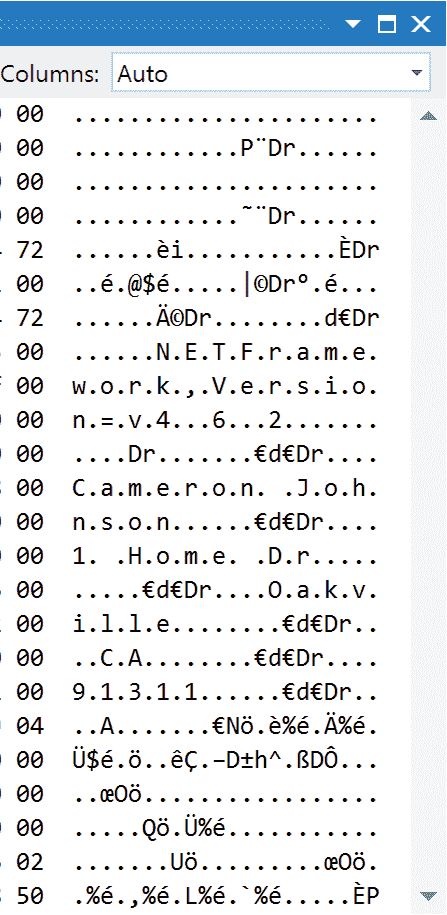 Columns: Auto
00 ......................
00 ............P¨Dr......
00 ......................
00 ............˜¨Dr......
72 ......èi...........ÈDr
00 ..é.@$é.....|©Drº.é...
72 ......Ä©Dr........d€Dr
00 ......N.E.T.F.r.a.m.e.
00 w.o.r.k.,.V.e.r.s.i.o.
00 n.=.v.4...6...2.......
00 ....Dr.......€d€Dr....
00 C.a.m.e.r.o.n. .J.o.h.
00 n.s.o.n.......€d€Dr....
00 1. .H.o.m.e. .D.r.....
00 .....€d€Dr....O.a.k.v.
00 i.l.l.e........€d€Dr..
00 ..C.A........€d€Dr....
00 9.1.3.1.1......€d€Dr..
04 ..A.......€Nö.è%é.Ä%é.
00 Ü$é.ö..êÇ.–D±h^.ßDÔ...
00 ..œOö.................
00 .....Qö.Ü%é...........
02 .......Uö........œOö.
50 .%é.,%é.L%é.`%é.....ÈP